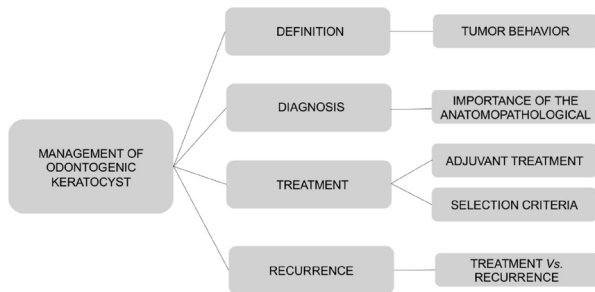 DEFINITION
TUMOR BEHAVIOR
DIAGNOSIS
IMPORTANCE OF THE
ANATOMOPATHOLOGICAL
MANAGEMENT OF
ODONTOGENIC
KERATOCYST
TREATMENT
ADJUVANT TREATMENT
SELECTION CRITERIA
RECURRENCE
TREATMENT Vs.
RECURRENCE